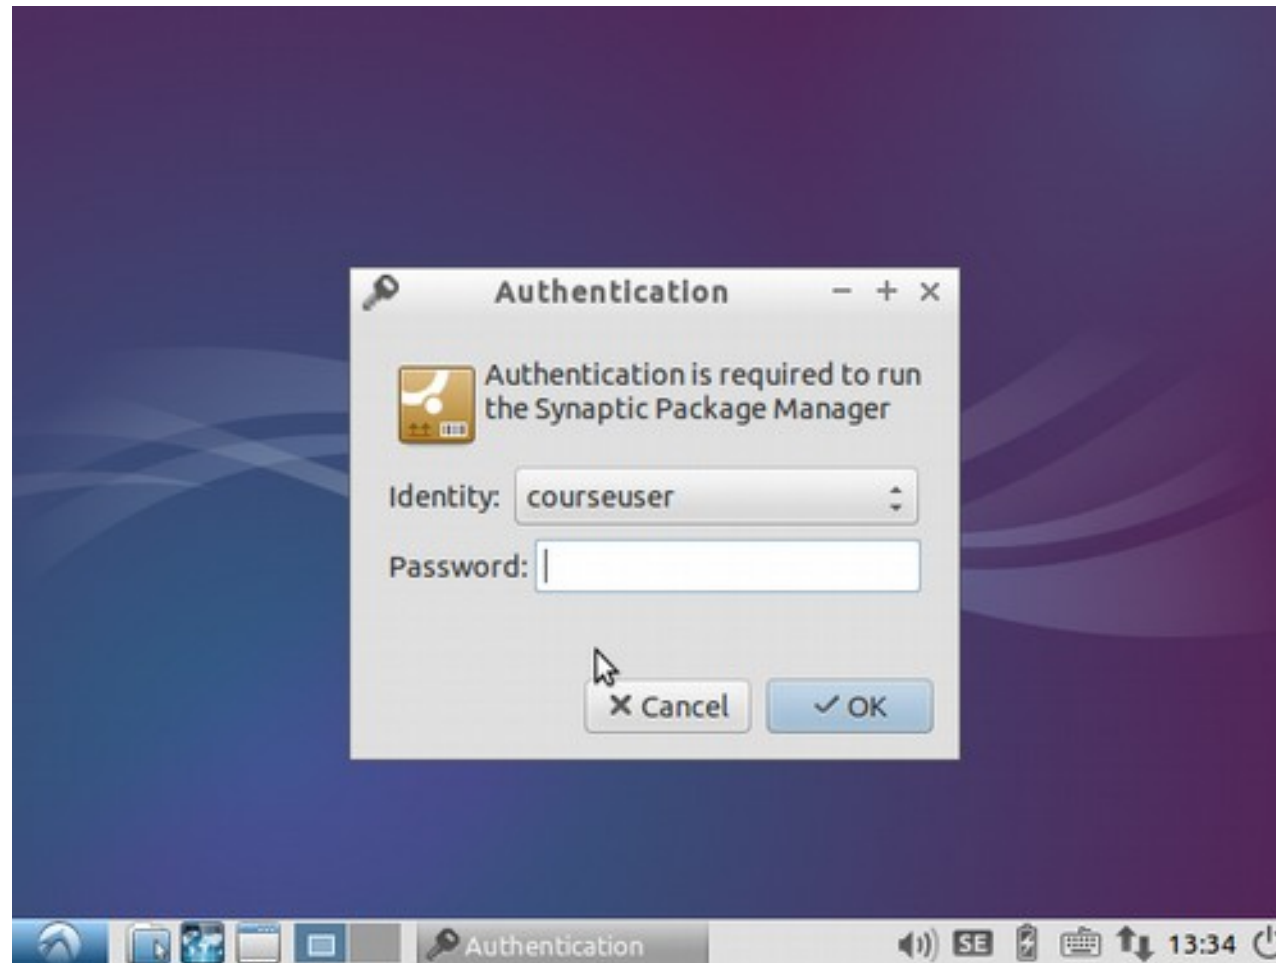 Authentication
Authentication is required to run
the Synaptic Package Manager
Identity: courseuser
Password:
Cancel
OK
Authentication
SE
13:34